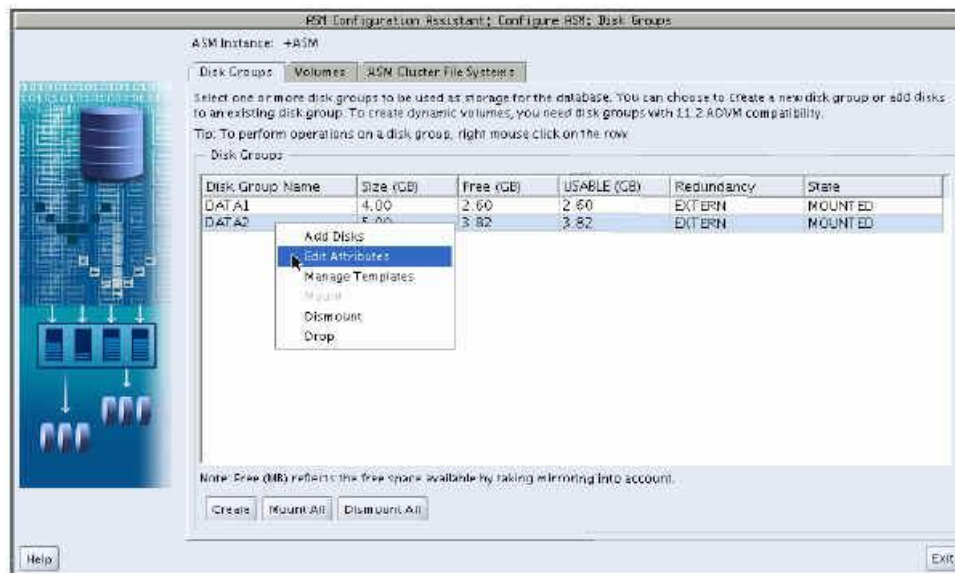 ASM Configuration Assistant: Configure ASM: Disk Groups
ASM Instance: +ASM
Disk Groups Volumes ASM Cluster File Systems
Select one or more disk groups to be used as storage for the database. You can choose to create a new disk group or add disks
to an existing disk group. To create dynamic volumes, you need disk groups with 11.2 ADVM compatibility.
Tip: To perform operations on a disk group, right mouse click on the row.
Disk Groups
Disk Group Name Size (GB) Free (GB) USABLE (GB) Redundancy State
DATA1 4.00 2.60 2.60 EXTERN MOUNTED
DATA2 5.00 3.82 3.82 EXTERN MOUNTED
Add Disks
Edit Attributes
Manage Templates
Mount
Dismount
Drop
Note: Free (MB) reflects the free space available by taking mirroring into account.
Create Mount All Dismount All
Help Exit